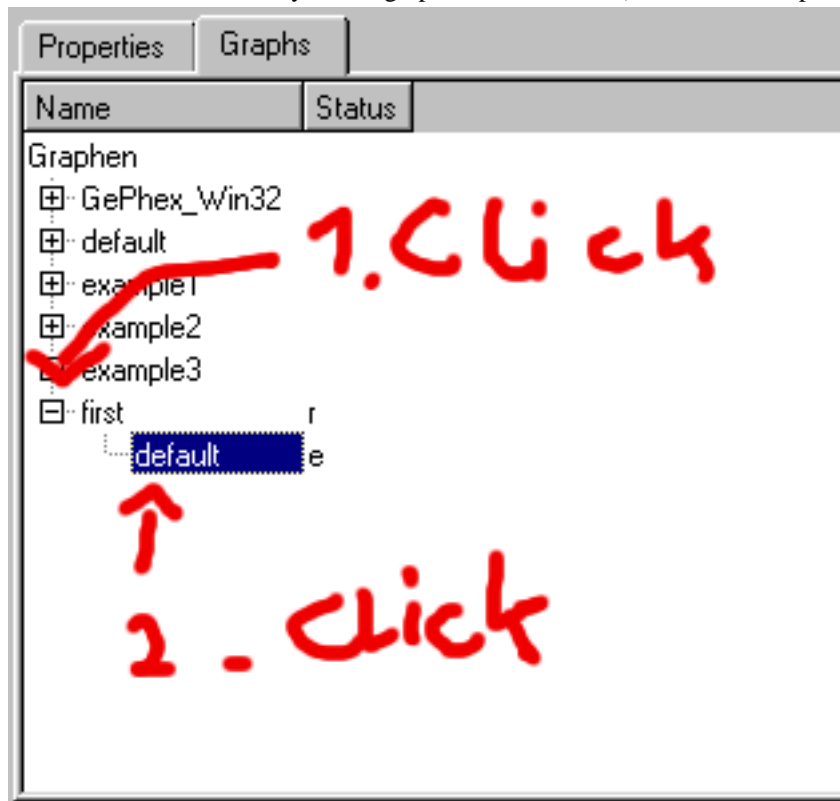 Properties Graphs
Name Status
Graphen
GePhex_Win32
default
1. Click
example1
example2
example3
first r
default e
2 - Click